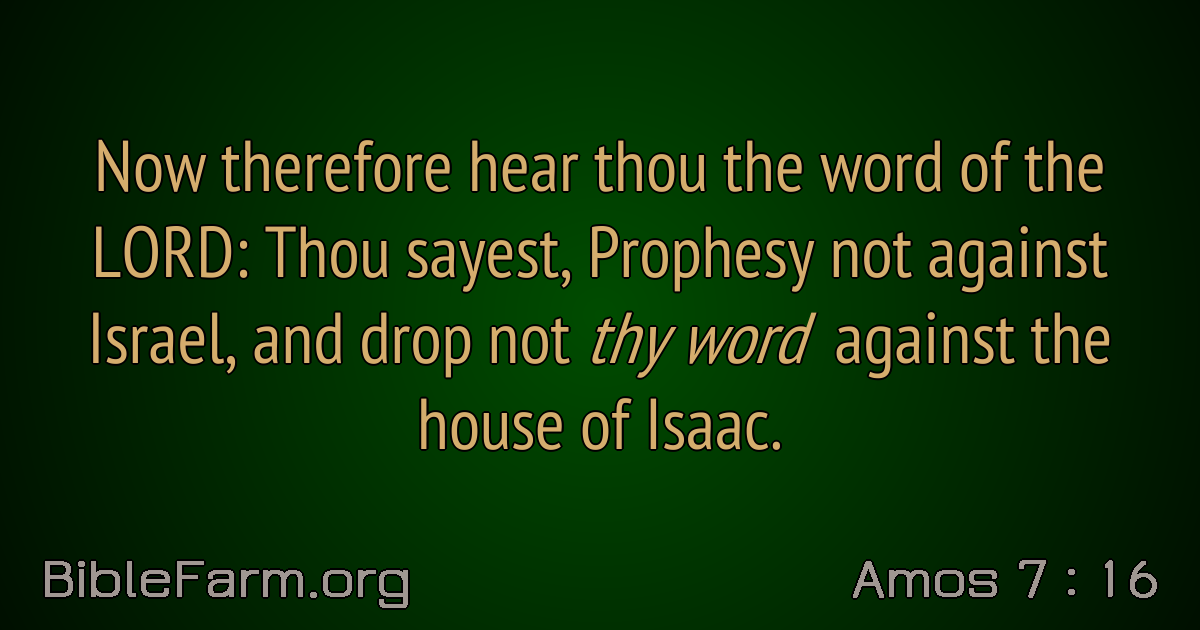 Now therefore hear thou the word of the
LORD: Thou sayest, Prophesy not against
Israel, and drop not thy word against the
house of Isaac.
BibleFarm.org
Amos 7 : 16